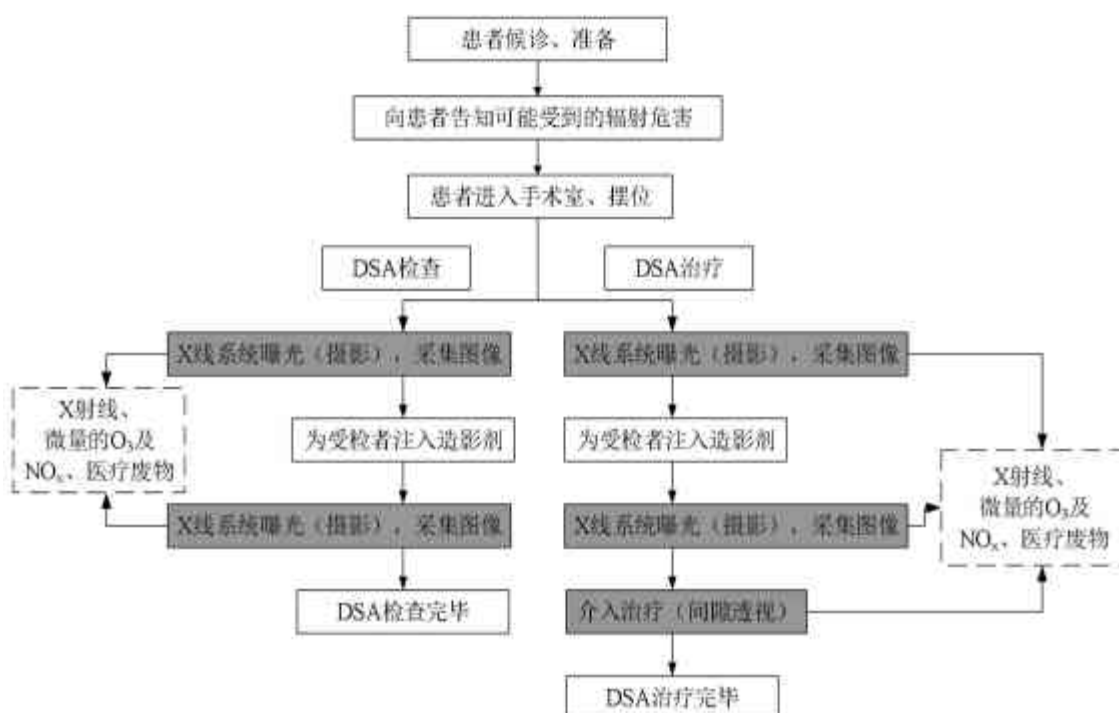 患者候诊、准备
向患者告知可能受到的辐射危害
患者进入手术室、摆位
DSA检查
DSA治疗
X线系统曝光（摄影），采集图像
X线系统曝光（摄影），采集图像
X射线、
微量的O₃及
NOₓ、医疗废物
为受检者注入造影剂
为受检者注入造影剂
X射线、
微量的O₃及
NOₓ、医疗废物
X线系统曝光（摄影），采集图像
X线系统曝光（摄影），采集图像
DSA检查完毕
介入治疗（间隙透视）
DSA治疗完毕